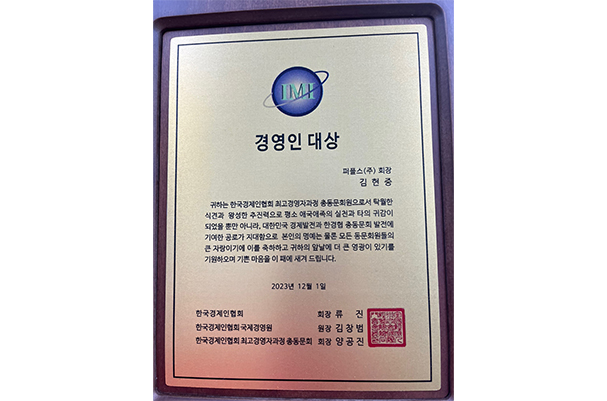 IMI
경영인 대상
퍼플스(주) 회장
김 현 중
귀하는 한국경제인협회 최고경영자과정 총동문회원으로서 탁월한
식견과 왕성한 추진력으로 평소 애국애족의 실천과 타의 귀감이
되었을 뿐만 아니라, 대한민국 경제발전과 한경협 총동문회 발전에
기여한 공로가 지대함으로 본인의 명예는 물론 모든 동문회원들의
큰 자랑이기에 이를 축하하고 귀하의 앞날에 더 큰 영광이 있기를
기원하오며 기쁜 마음을 이 패에 새겨 드립니다.
2023년 12월 1일
한국경제인협회 회장 류 진
한국경제인협회 국제경영원 원장 김 창 범
한국경제인협회 최고경영자과정 총동문회 회장 양 공 진